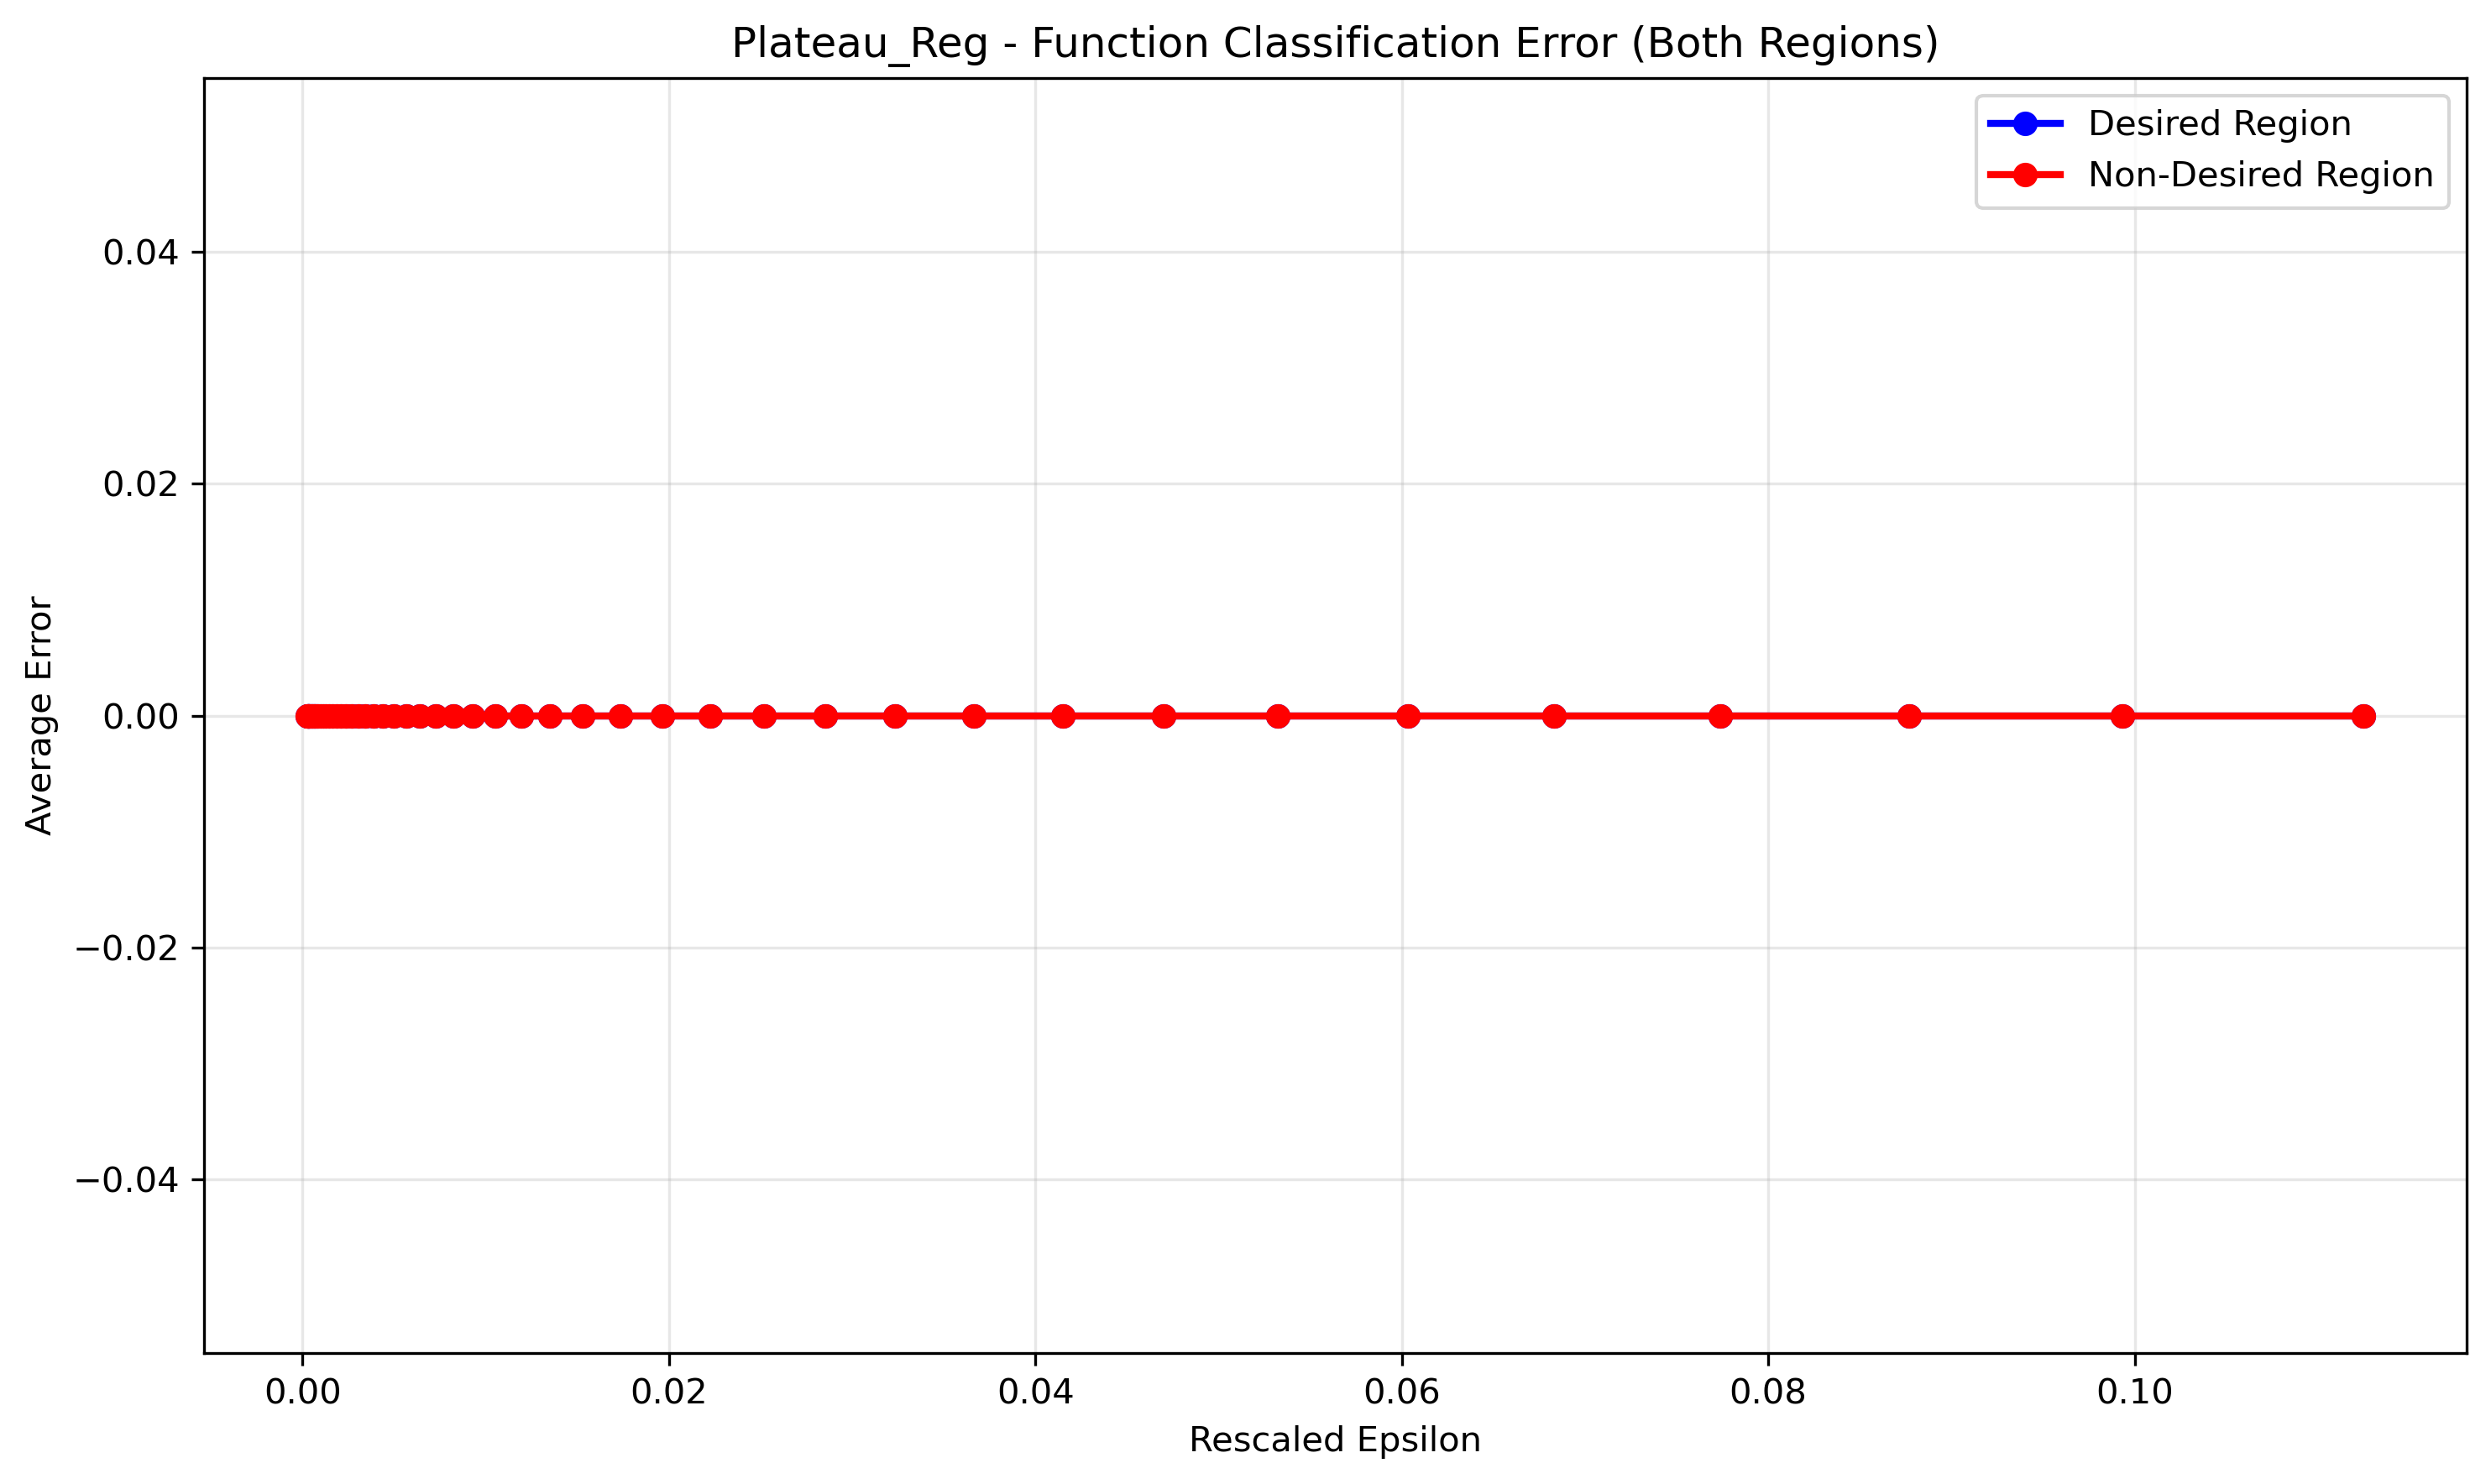 Plateau_Reg - Function Classification Error (Both Regions)
Desired Region
Non-Desired Region
0.04
0.02
0.00
−0.02
−0.04
Average Error
0.00 0.02 0.04 0.06 0.08 0.10
Rescaled Epsilon